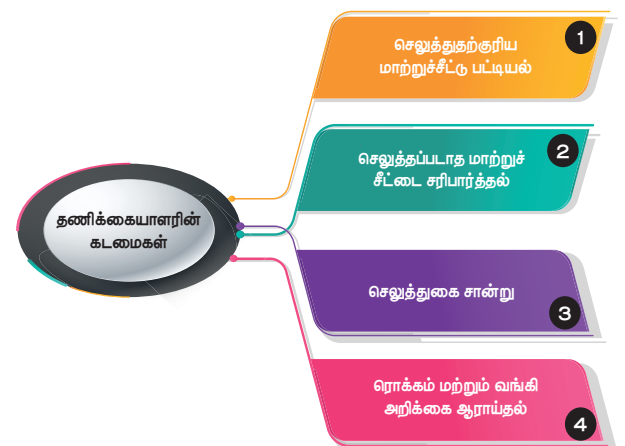 செலுத்துதற்குரிய
மாற்றுச்சீட்டு பட்டியல்
1
செலுத்தப்படாத மாற்றுச்
சீட்டை சரிபார்த்தல்
2
தணிக்கையாளரின்
கடமைகள்
செலுத்துகை சான்று
3
ரொக்கம் மற்றும் வங்கி
அறிக்கை ஆராய்தல்
4